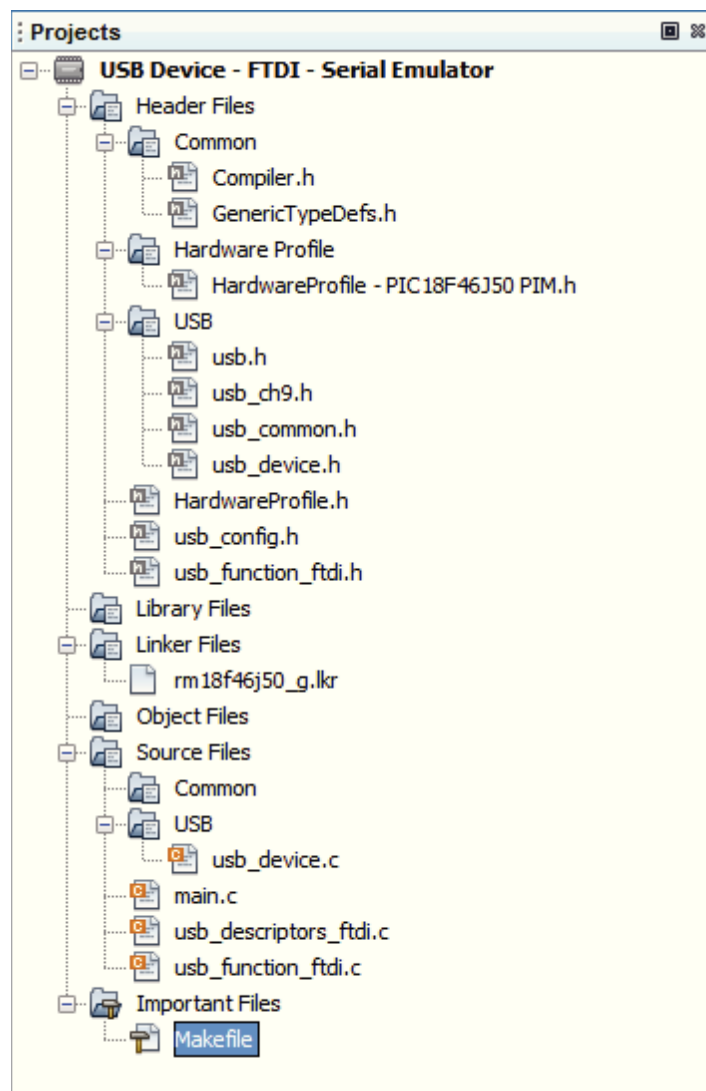 Projects
USB Device - FTDI - Serial Emulator
Header Files
Common
Compiler.h
GenericTypeDefs.h
Hardware Profile
HardwareProfile - PIC18F46J50 PIM.h
USB
usb.h
usb_ch9.h
usb_common.h
usb_device.h
HardwareProfile.h
usb_config.h
usb_function_ftdi.h
Library Files
Linker Files
rm18f46j50_g.lkr
Object Files
Source Files
Common
USB
usb_device.c
main.c
usb_descriptors_ftdi.c
usb_function_ftdi.c
Important Files
Makefile